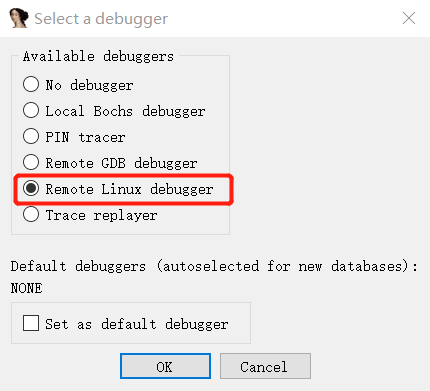 Select a debugger
Available debuggers
No debugger
Local Bochs debugger
PIN tracer
Remote GDB debugger
Remote Linux debugger
Trace replayer
Default debuggers (autoselected for new databases):
NONE
Set as default debugger
OK
Cancel